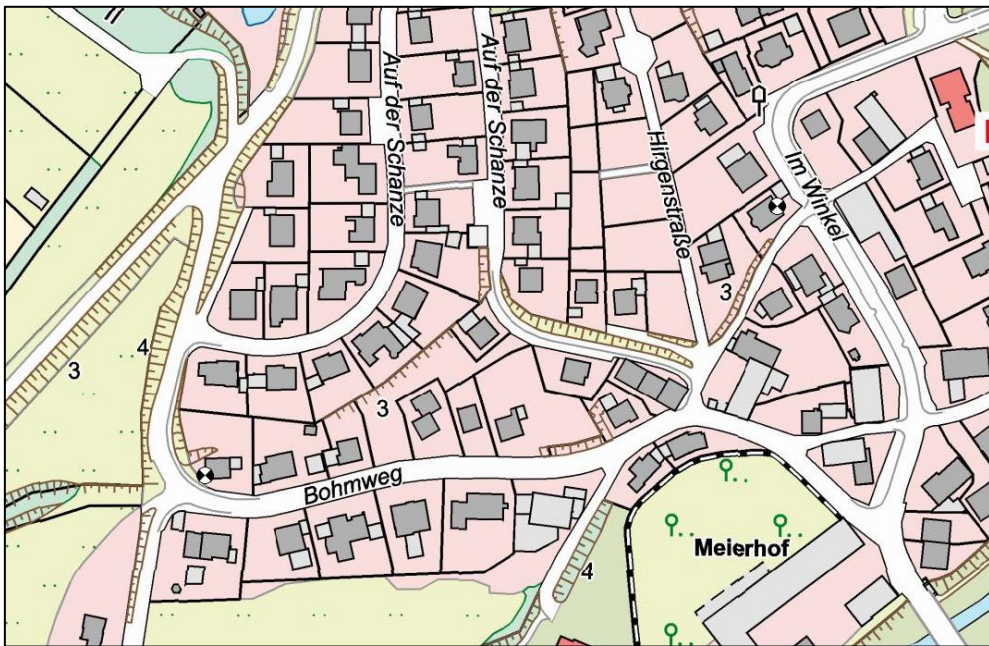 Auf der Schanze
Auf der Schanze
Hirgenstraße
Im Winkel
3
3
4
3
Bohmweg
Meierhof
4